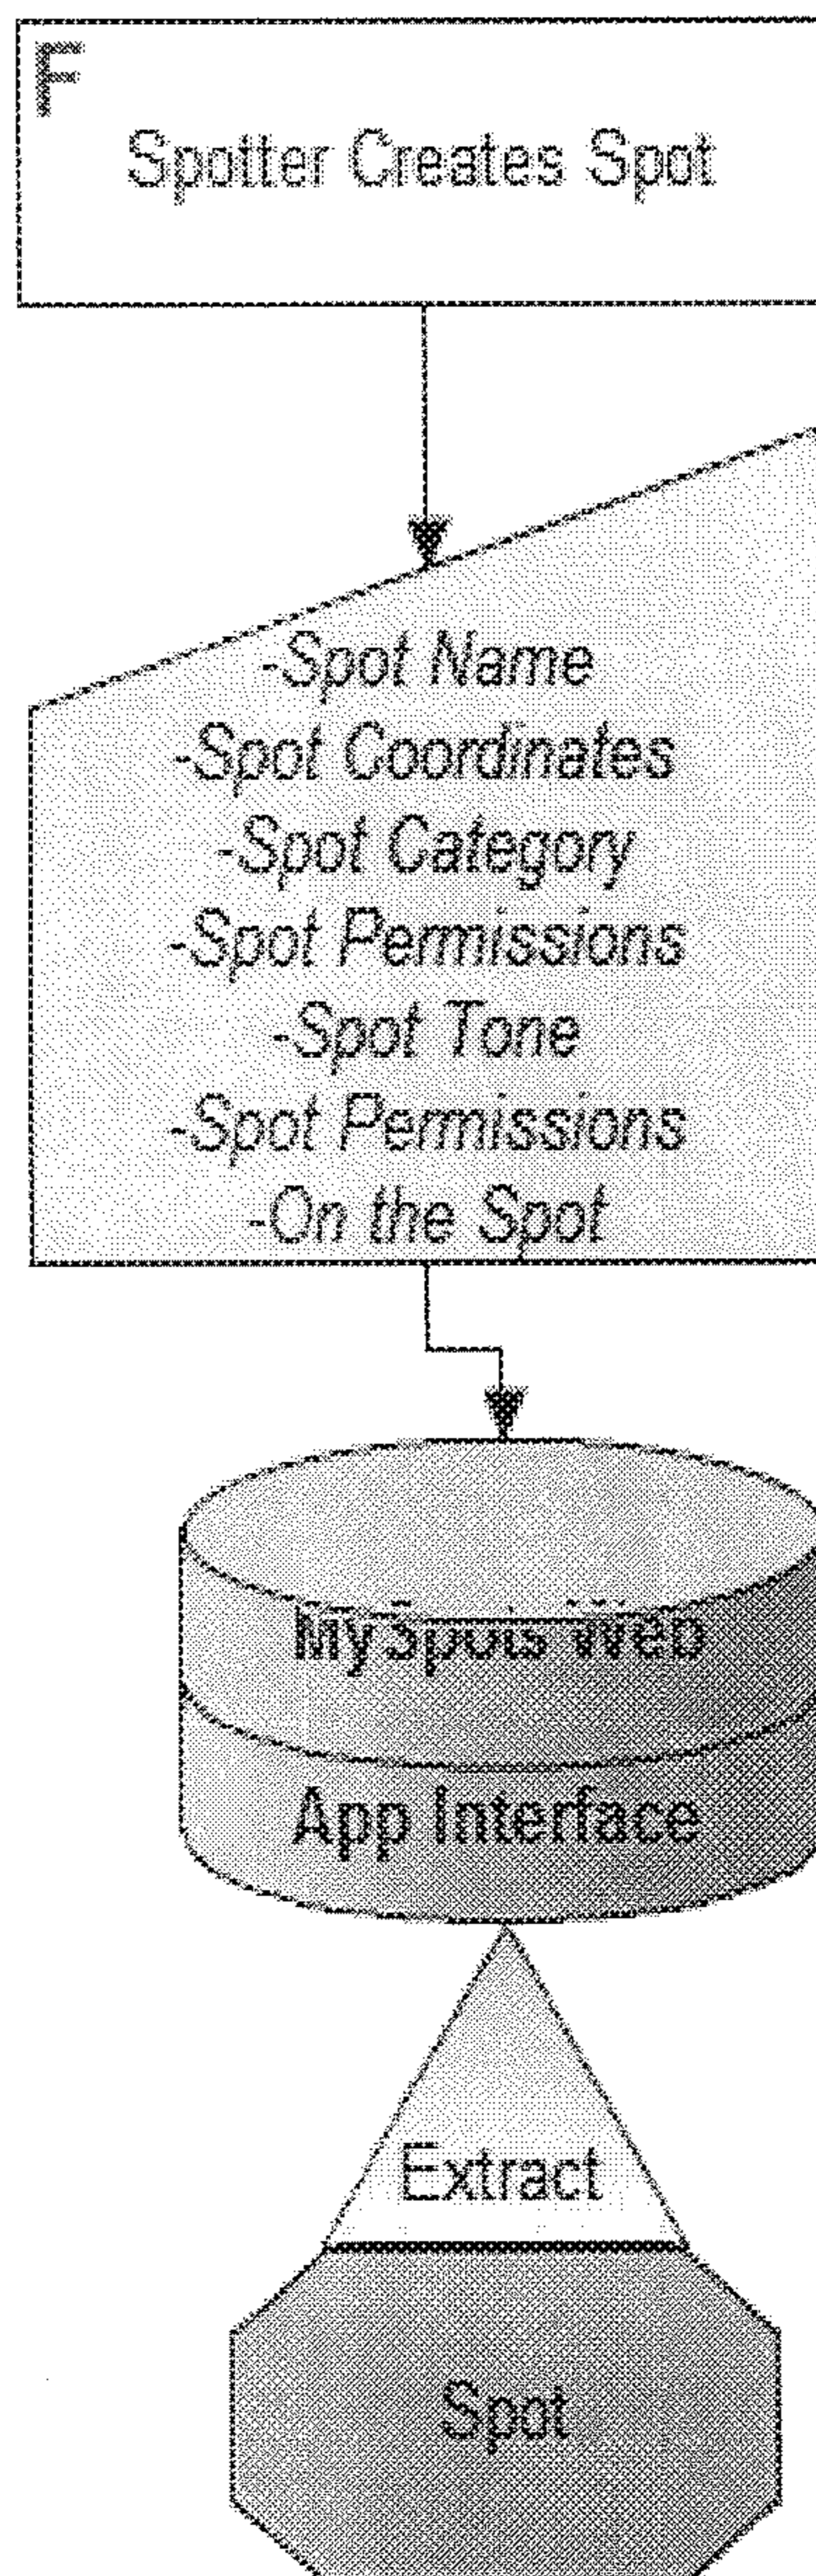 F
Spotter Creates Spot
-Spot Name
-Spot Coordinates
-Spot Category
-Spot Permissions
-Spot Tone
-Spot Permissions
-On the Spot
MySpots Web
App Interface
Extract
Spot